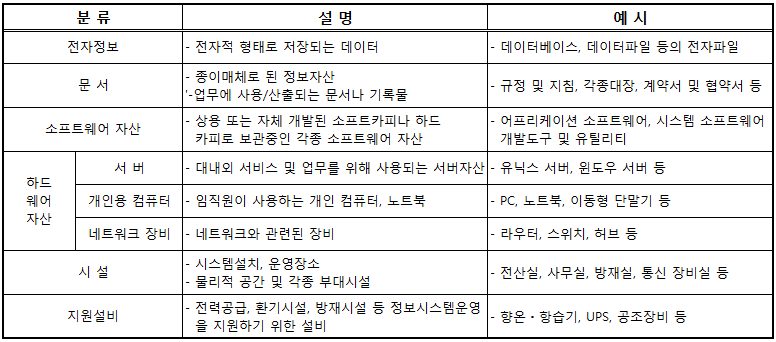 분 류 설 명 예 시
전자정보 - 전자적 형태로 저장되는 데이터 - 데이터베이스, 데이터파일 등의 전자파일
문 서
- 종이매체로 된 정보자산
'-업무에 사용/산출되는 문서나 기록물
- 규정 및 지침, 각종대장, 계약서 및 협약서 등
소프트웨어 자산
- 상용 또는 자체 개발된 소프트카피나 하드
카피로 보관중인 각종 소프트웨어 자산
- 어프리케이션 소프트웨어, 시스템 소프트웨어
개발도구 및 유틸리티
하드
웨어
자산
서 버 - 대내외 서비스 및 업무를 위해 사용되는 서버자산 - 유닉스 서버, 윈도우 서버 등
개인용 컴퓨터 - 임직원이 사용하는 개인 컴퓨터, 노트북 - PC, 노트북, 이동형 단말기 등
네트워크 장비 - 네트워크와 관련된 장비 - 라우터, 스위치, 허브 등
시 설
- 시스템설치, 운영장소
- 물리적 공간 및 각종 부대시설
- 전산실, 사무실, 방재실, 통신 장비실 등
지원설비
- 전력공급, 환기시설, 방재시설 등 정보시스템운영
을 지원하기 위한 설비
- 향온・항습기, UPS, 공조장비 등